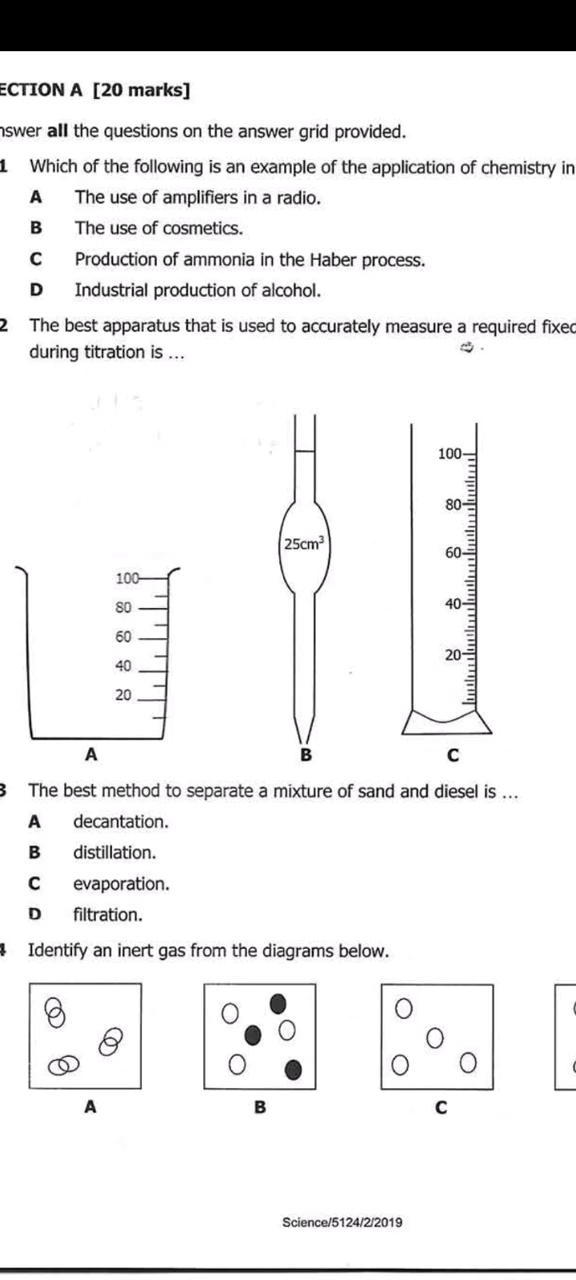 ECTION A [20 marks]
nswer all the questions on the answer grid provided.
1 Which of the following is an example of the application of chemistry in
A The use of amplifiers in a radio.
B The use of cosmetics.
C Production of ammonia in the Haber process.
D Industrial production of alcohol.
2 The best apparatus that is used to accurately measure a required fixed
during titration is ...
100
80
60
40
20
A
25cm³
B
100
80
60
40
20
C
3 The best method to separate a mixture of sand and diesel is ...
A decantation.
B distillation.
C evaporation.
D filtration.
4 Identify an inert gas from the diagrams below.
A B C
Science/5124/2/2019